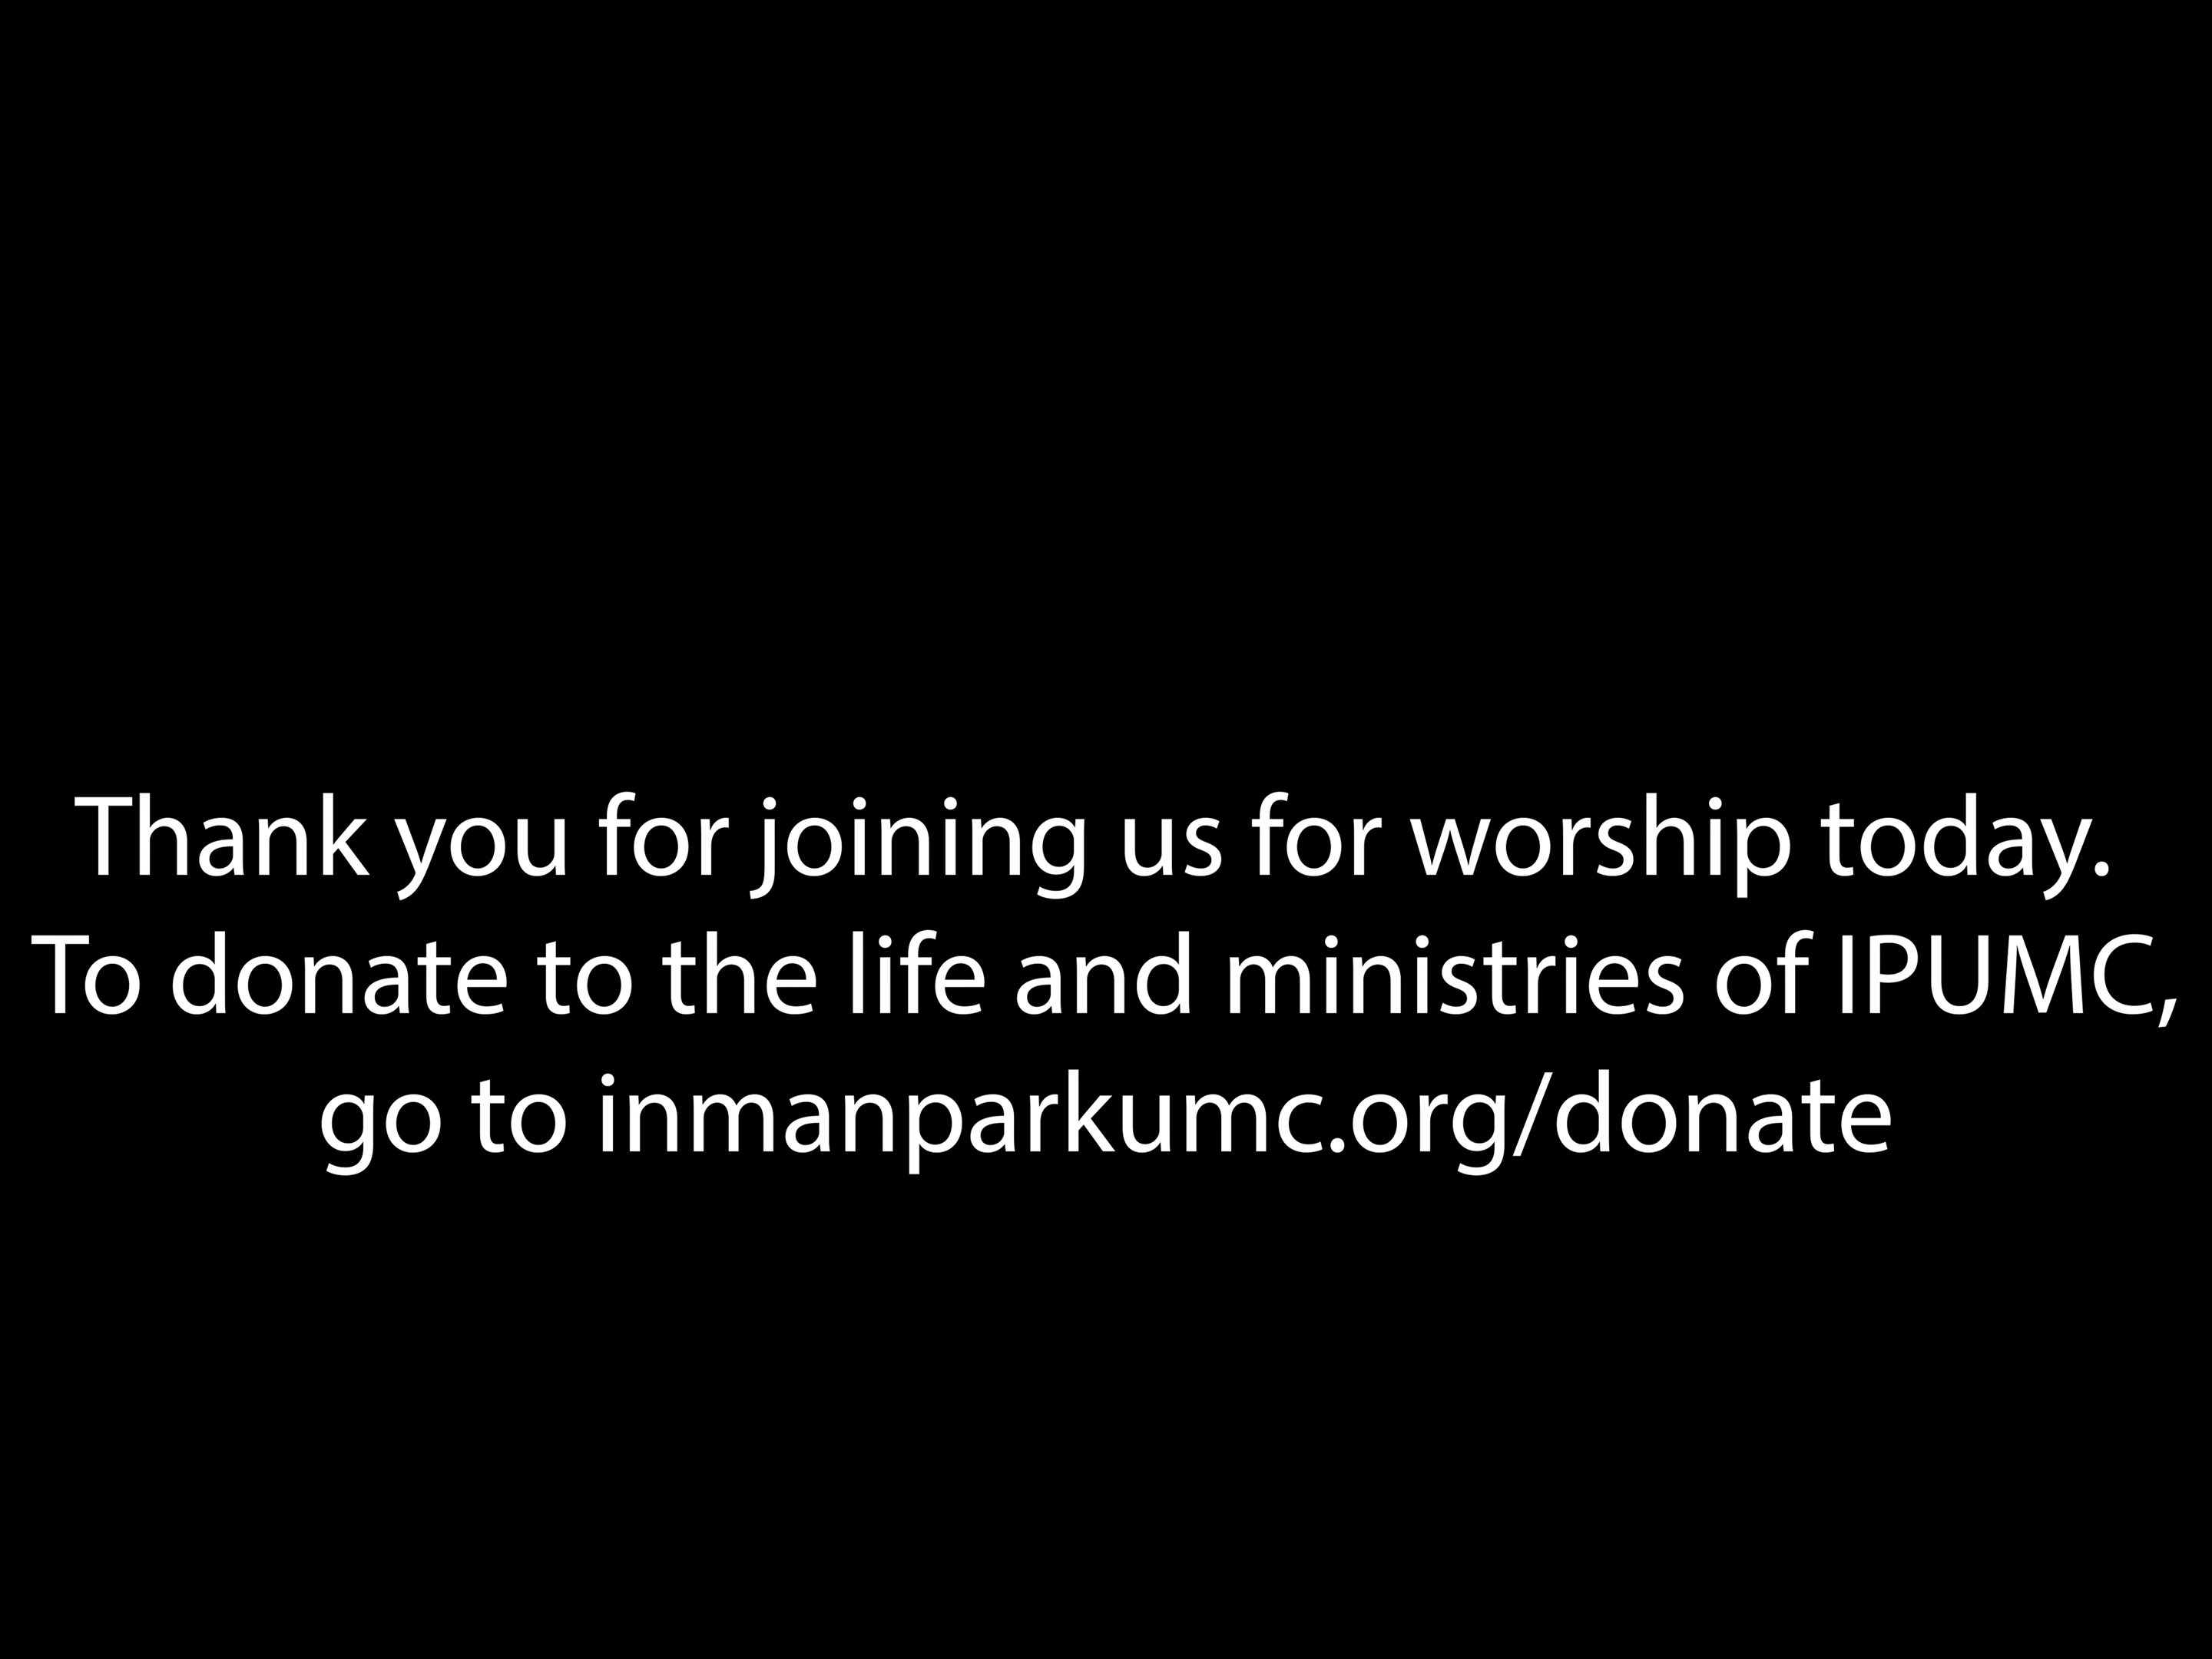 Thank you for joining us for worship today.
To donate to the life and ministries of IPUMC,
go to inmanparkumc.org/donate